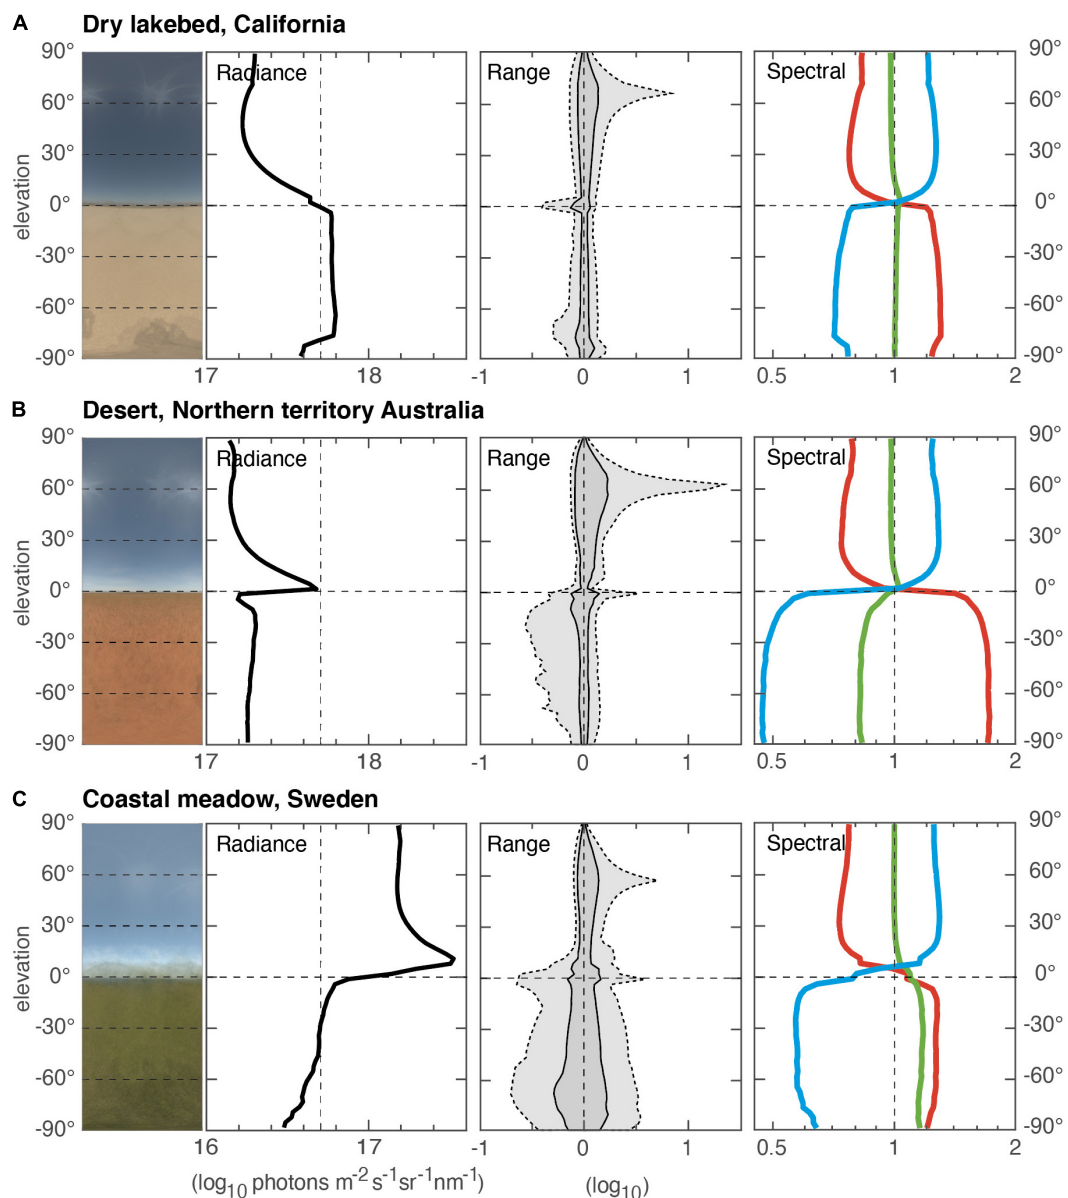 A Dry lakebed, California
90° Radiance Range Spectral 90°
60° 60°
30° 30°
elevation
0° 0°
-30° -30°
-60° -60°
-90° -90°
17 18 -1 0 1 0.5 1 2
B Desert, Northern territory Australia
90° Radiance Range Spectral 90°
60° 60°
30° 30°
elevation
0° 0°
-30° -30°
-60° -60°
-90° -90°
17 18 -1 0 1 0.5 1 2
C Coastal meadow, Sweden
90° Radiance Range Spectral 90°
60° 60°
30° 30°
elevation
0° 0°
-30° -30°
-60° -60°
-90° -90°
16 17 -1 0 1 0.5 1 2
(log10 photons m-2 s-1sr-1nm-1) (log10)